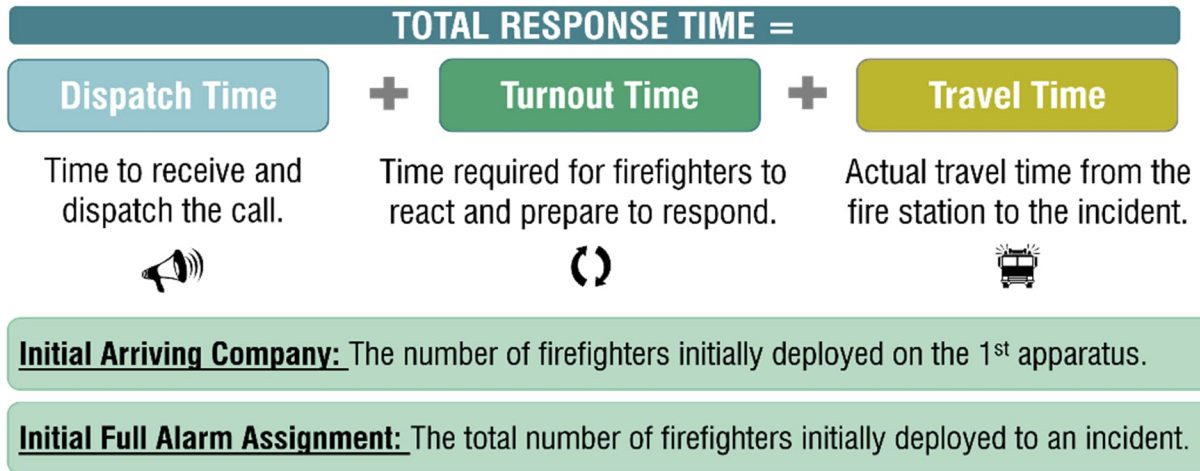 TOTAL RESPONSE TIME =
Dispatch Time + Turnout Time + Travel Time
Time to receive and
dispatch the call.
Time required for firefighters to
react and prepare to respond.
Actual travel time from the
fire station to the incident.
Initial Arriving Company: The number of firefighters initially deployed on the 1st apparatus.
Initial Full Alarm Assignment: The total number of firefighters initially deployed to an incident.